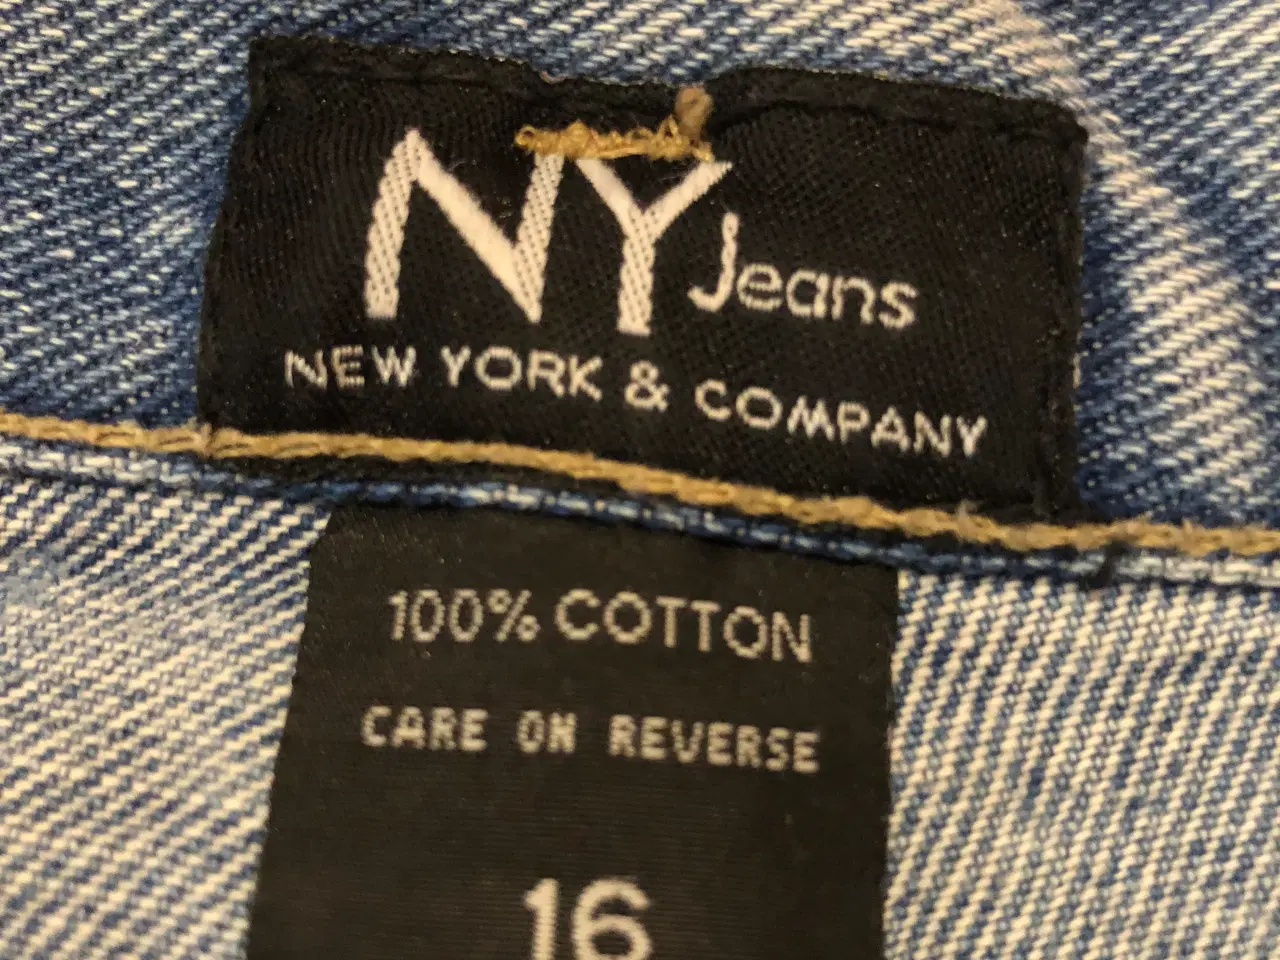 NY Jeans
NEW YORK & COMPANY
100% COTTON
CARE ON REVERSE
16